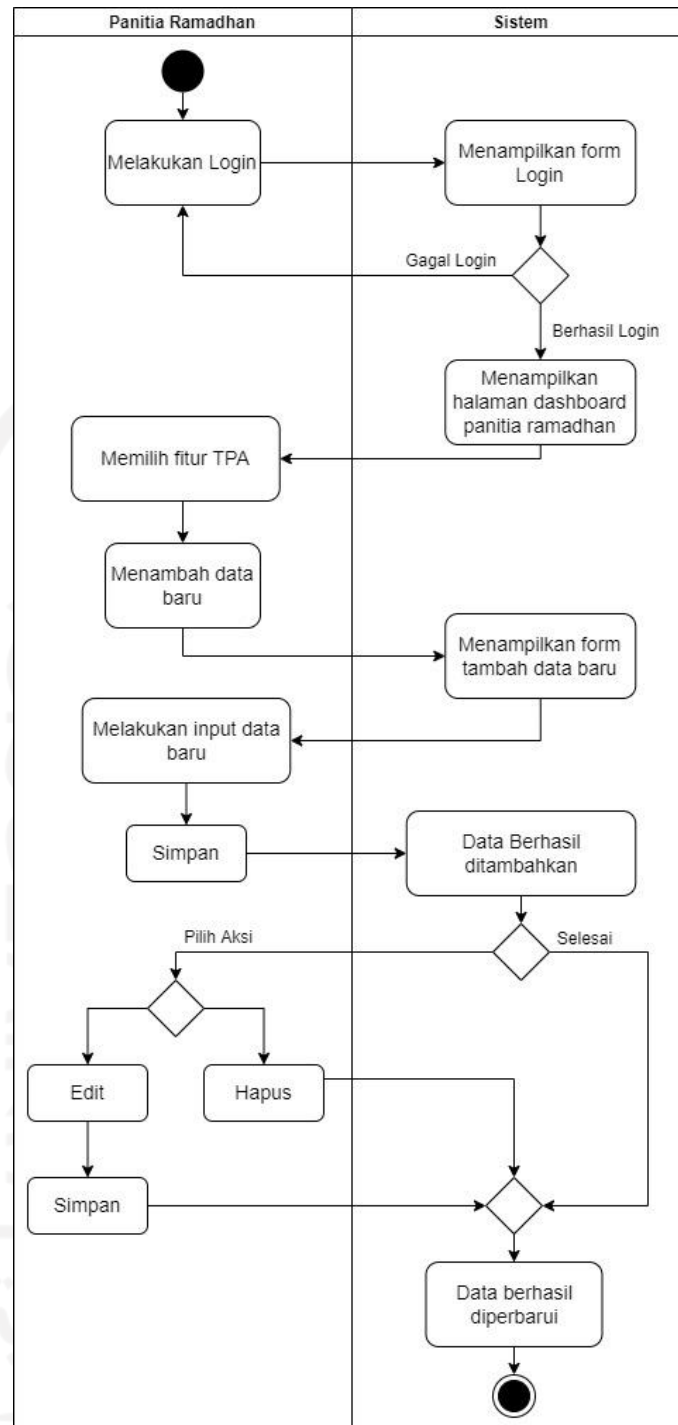 Panitia Ramadhan
Sistem
Melakukan Login
Menampilkan form
Login
Gagal Login
Berhasil Login
Menampilkan
halaman dashboard
panitia ramadhan
Memilih fitur TPA
Menambah data
baru
Menampilkan form
tambah data baru
Melakukan input data
baru
Simpan
Data Berhasil
ditambahkan
Pilih Aksi
Selesai
Edit
Hapus
Simpan
Data berhasil
diperbarui